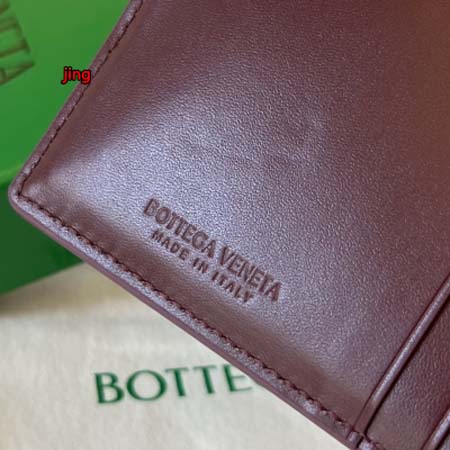 jing
BOTTEGA VENETA
MADE IN ITALY
BOTTE